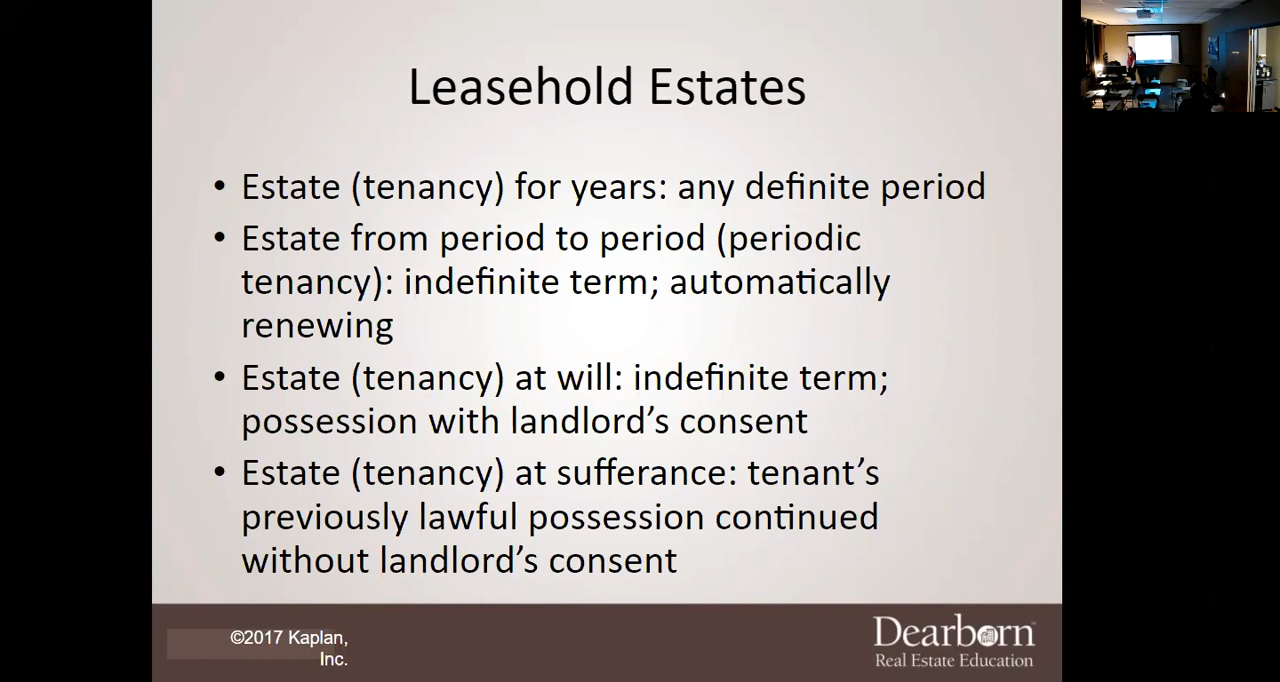 Leasehold Estates
• Estate (tenancy) for years: any definite period
• Estate from period to period (periodic
tenancy): indefinite term; automatically
renewing
• Estate (tenancy) at will: indefinite term;
possession with landlord’s consent
• Estate (tenancy) at sufferance: tenant’s
previously lawful possession continued
without landlord’s consent
©2017 Kaplan,
Inc.
Dearborn™
Real Estate Education